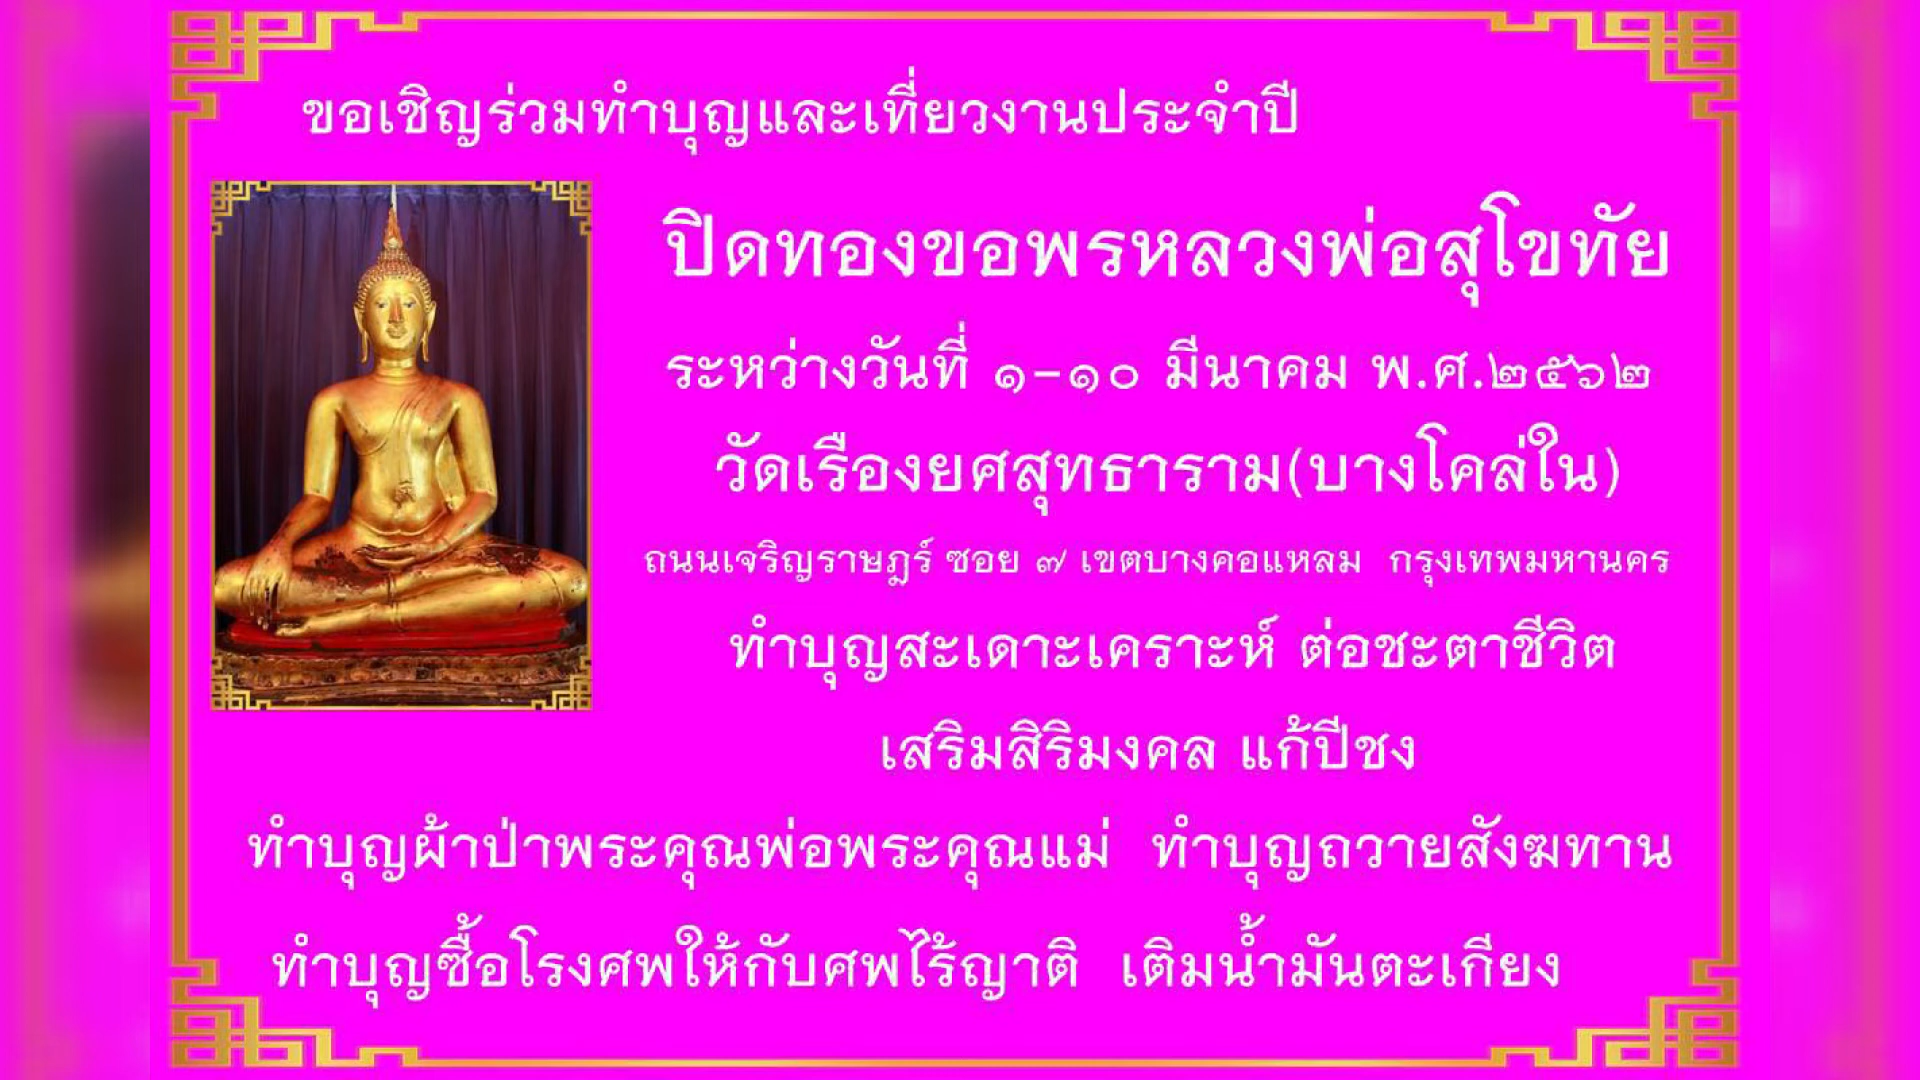 ขอเชิญร่วมทำบุญและเที่ยวงานประจำปี
ปิดทองขอพรหลวงพ่อสุโขทัย
ระหว่างวันที่ ๑-๑๐ มีนาคม พ.ศ.๒๕๖๒
วัดเรืองยศสุทธาราม(บางโคล่ใน)
ถนนเจริญราษฎร์ ซอย ๗ เขตบางคอแหลม กรุงเทพมหานคร
ทำบุญสะเดาะเคราะห์ ต่อชะตาชีวิต
เสริมสิริมงคล แก้ปีชง
ทำบุญผ้าป่าพระคุณพ่อพระคุณแม่ ทำบุญถวายสังฆทาน
ทำบุญซื้อโรงศพให้กับศพไร้ญาติ เติมน้ำมันตะเกียง